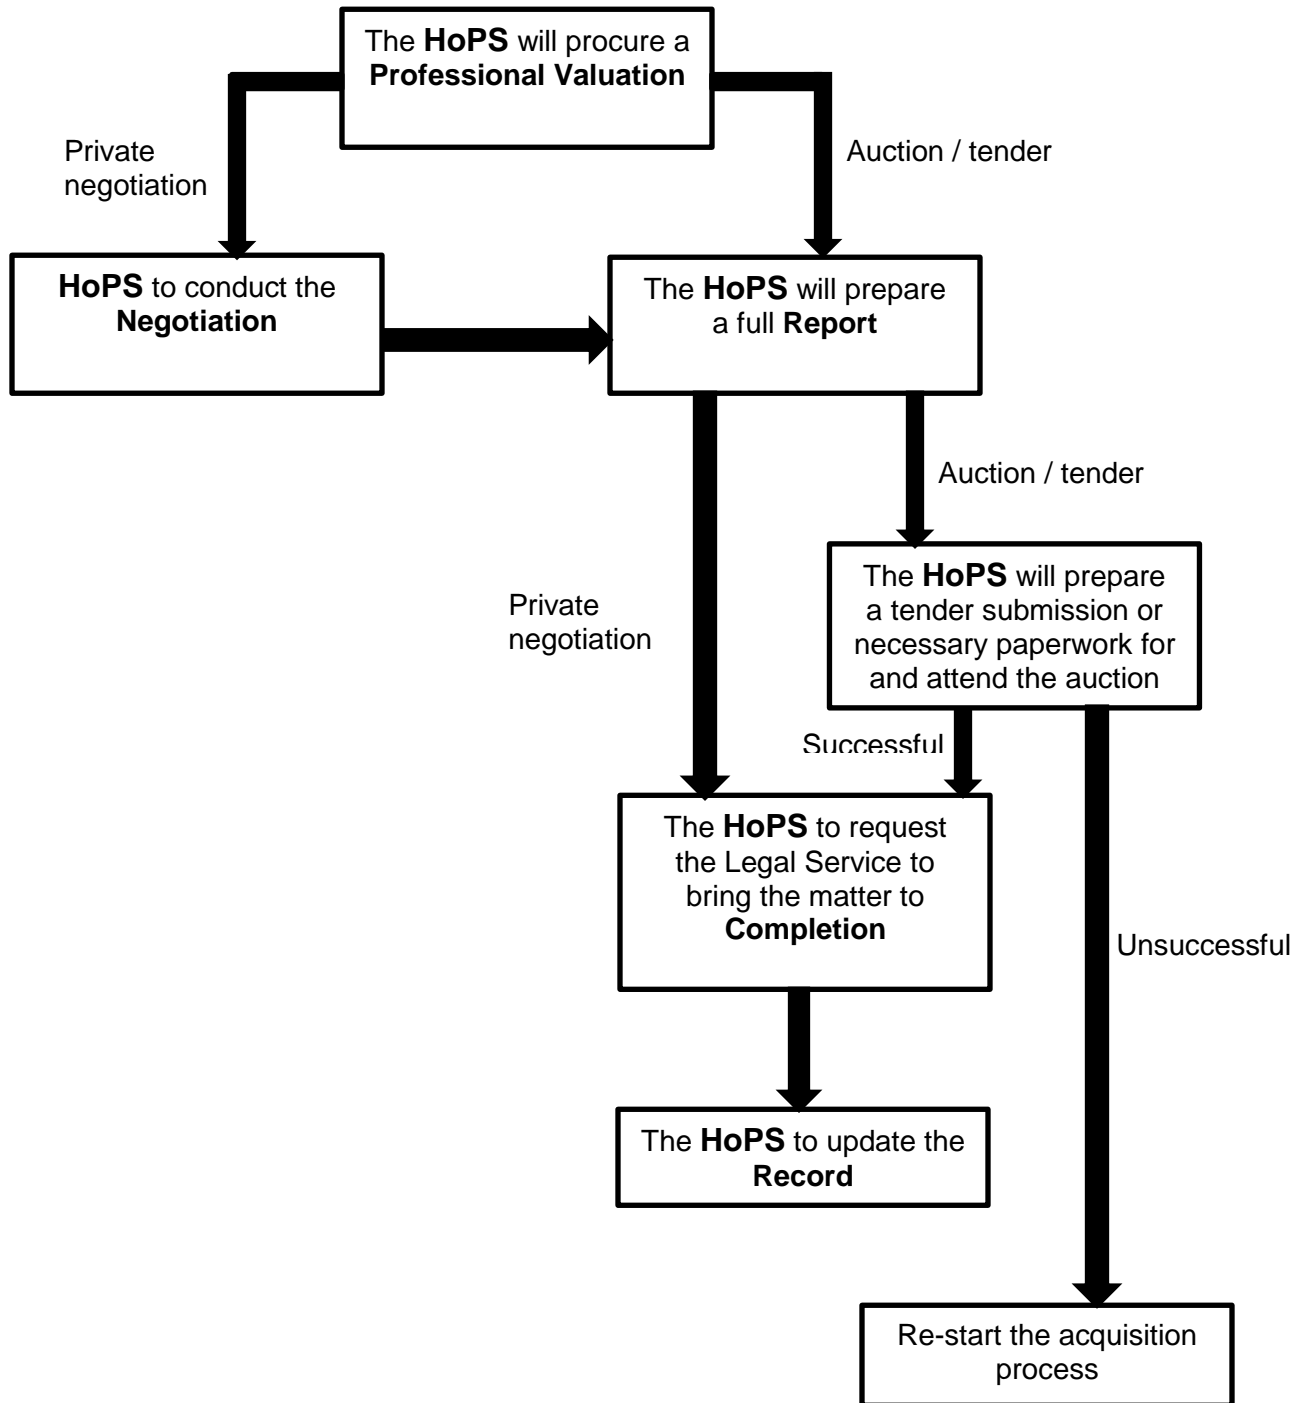 The HoPS will procure a
Professional Valuation
Private
negotiation
Auction / tender
HoPS to conduct the
Negotiation
The HoPS will prepare
a full Report
Auction / tender
Private
negotiation
The HoPS will prepare
a tender submission or
necessary paperwork for
and attend the auction
Successful
The HoPS to request
the Legal Service to
bring the matter to
Completion
Unsuccessful
The HoPS to update the
Record
Re-start the acquisition
process